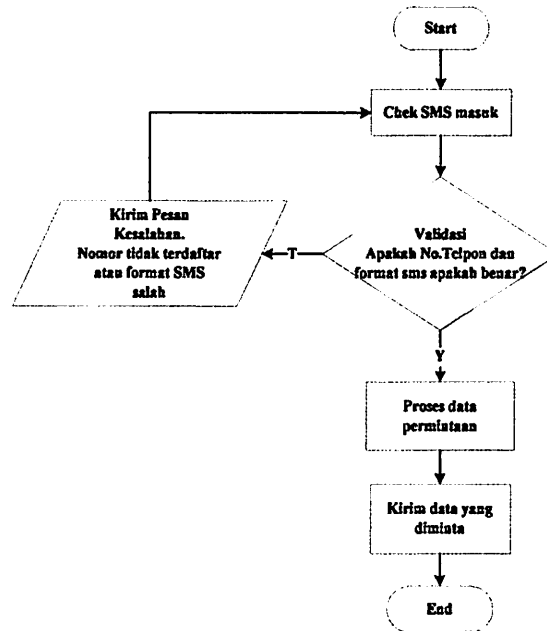 Start
Chek SMS masuk
Validasi
Apakah No.Telpon dan
format sms apakah benar?
T
Kirim Pesan
Kesalahan.
Nomor tidak terdaftar
atau format SMS
salah
Y
Proses data
permintaan
Kirim data yang
diminta
End